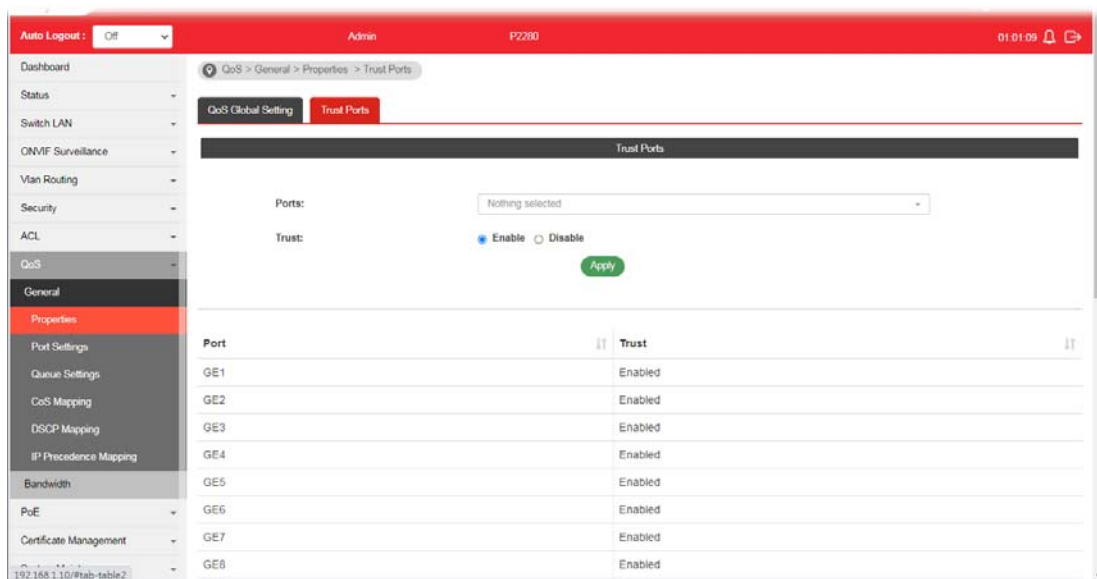 Auto Logout : Off Admin P2280 01:01:09
Dashboard
Status
Switch LAN
ONVIF Surveillance
Vlan Routing
Security
ACL
QoS
General
Properties
Port Settings
Queue Settings
CoS Mapping
DSCP Mapping
IP Precedence Mapping
Bandwidth
PoE
Certificate Management
192.168.1.10/#tab-table2
QoS > General > Properties > Trust Ports
QoS Global Setting Trust Ports
Trust Ports
Ports: Nothing selected
Trust: Enable Disable
Apply
Port Trust
GE1 Enabled
GE2 Enabled
GE3 Enabled
GE4 Enabled
GE5 Enabled
GE6 Enabled
GE7 Enabled
GE8 Enabled